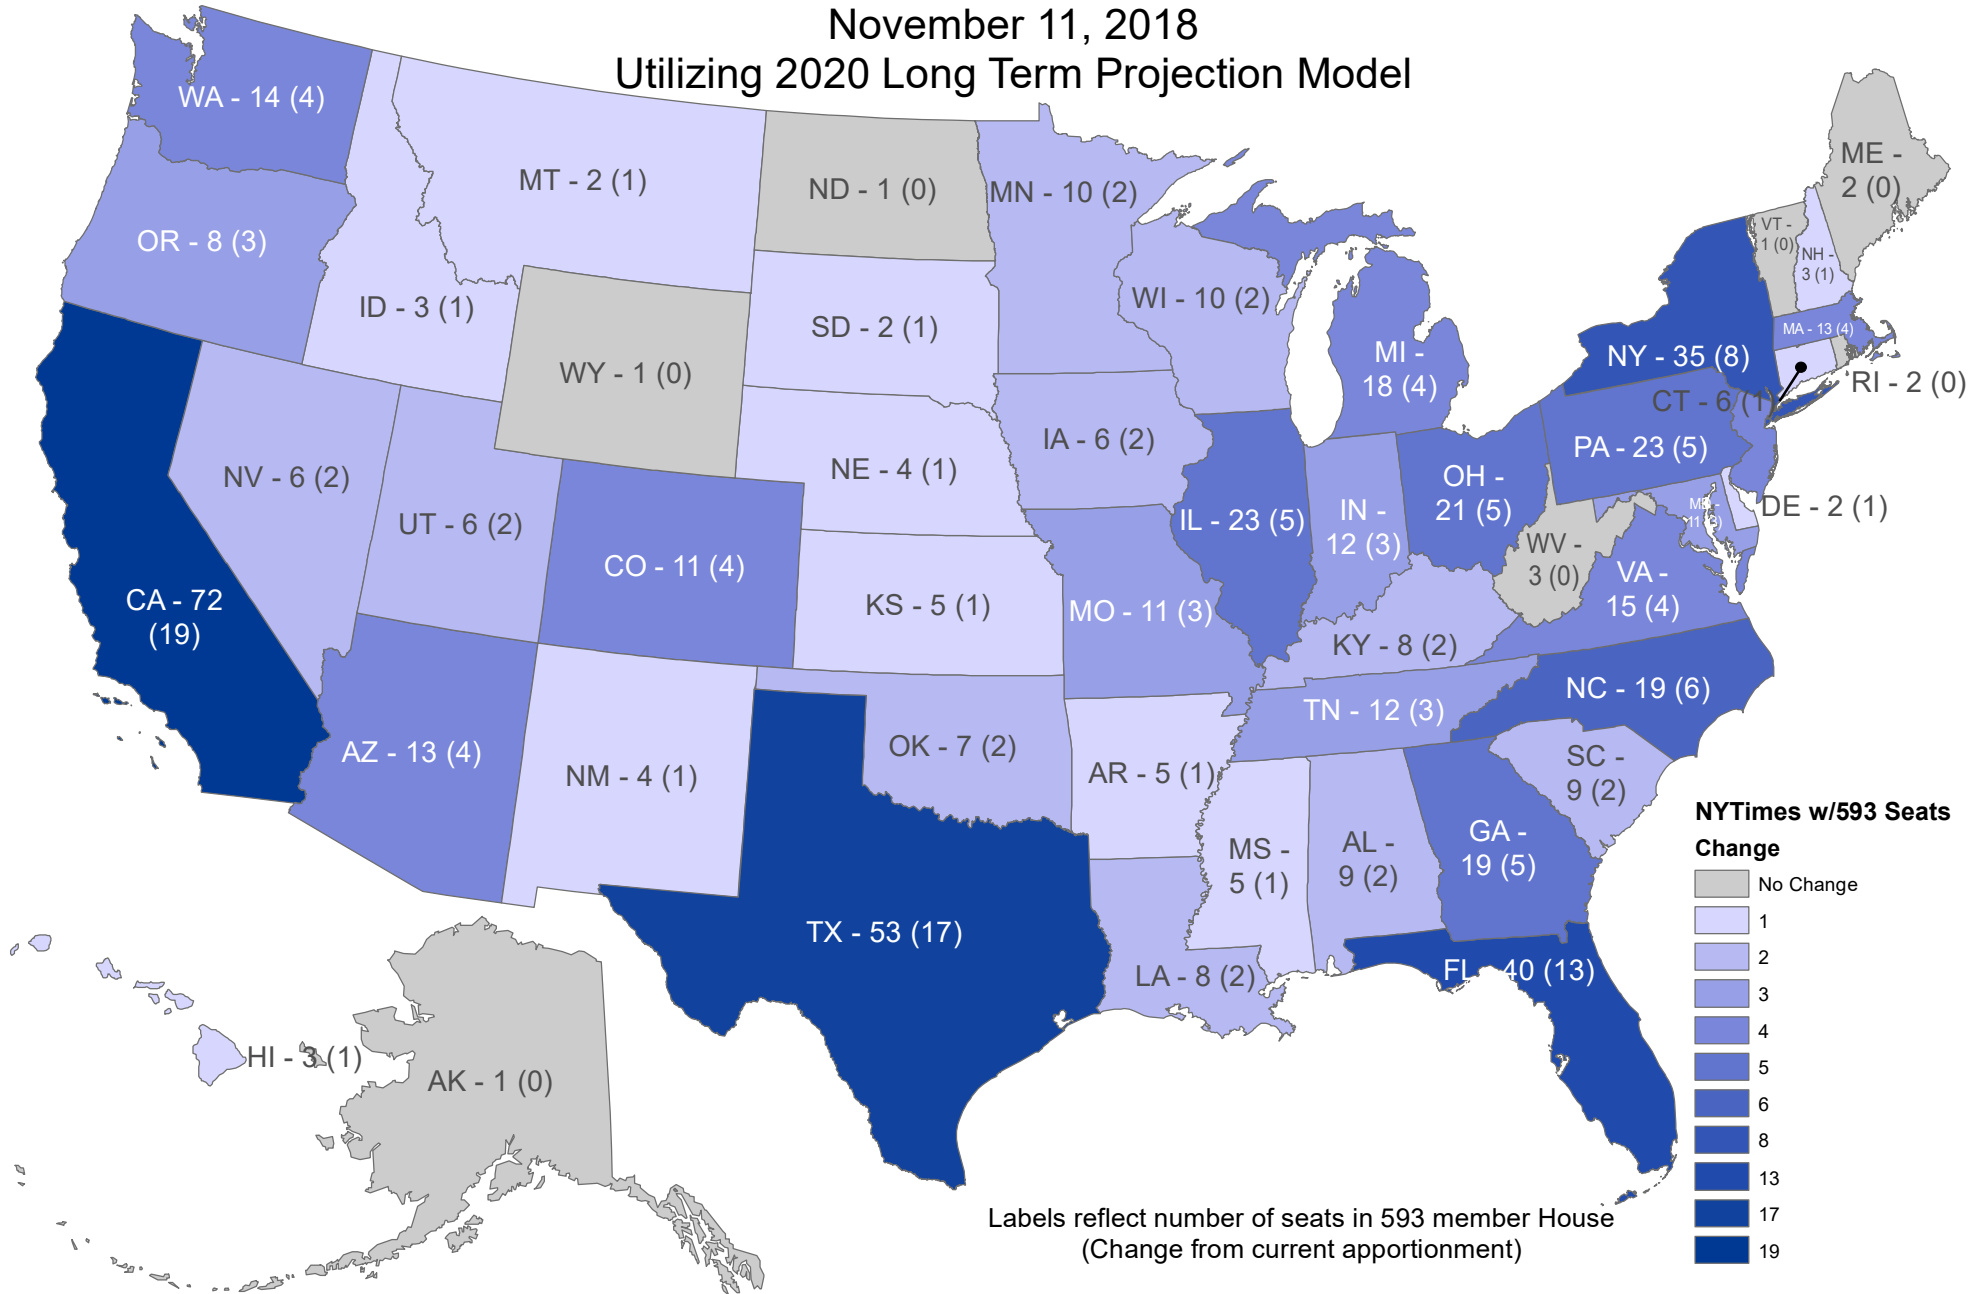 November 11, 2018
Utilizing 2020 Long Term Projection Model
WA - 14 (4)
MT - 2 (1)
ND - 1 (0)
MN - 10 (2)
ME -
2 (0)
OR - 8 (3)
VT -
1 (0)
NH -
3 (1)
ID - 3 (1)
SD - 2 (1)
WI - 10 (2)
MI -
18 (4)
MA - 13 (4)
NY - 35 (8)
WY - 1 (0)
RI - 2 (0)
CT - 6 (1)
NV - 6 (2)
UT - 6 (2)
NE - 4 (1)
IA - 6 (2)
PA - 23 (5)
OH -
21 (5)
IL - 23 (5)
IN -
12 (3)
MD -
11 (3)
DE - 2 (1)
WV -
3 (0)
VA -
15 (4)
CO - 11 (4)
KS - 5 (1)
MO - 11 (3)
CA - 72
(19)
KY - 8 (2)
NC - 19 (6)
TN - 12 (3)
AZ - 13 (4)
NM - 4 (1)
OK - 7 (2)
AR - 5 (1)
SC -
9 (2)
MS -
5 (1)
AL -
9 (2)
GA -
19 (5)
TX - 53 (17)
LA - 8 (2)
FL - 40 (13)
HI - 3 (1)
AK - 1 (0)
NYTimes w/593 Seats
Change
No Change
1
2
3
4
5
6
8
13
17
19
Labels reflect number of seats in 593 member House
(Change from current apportionment)